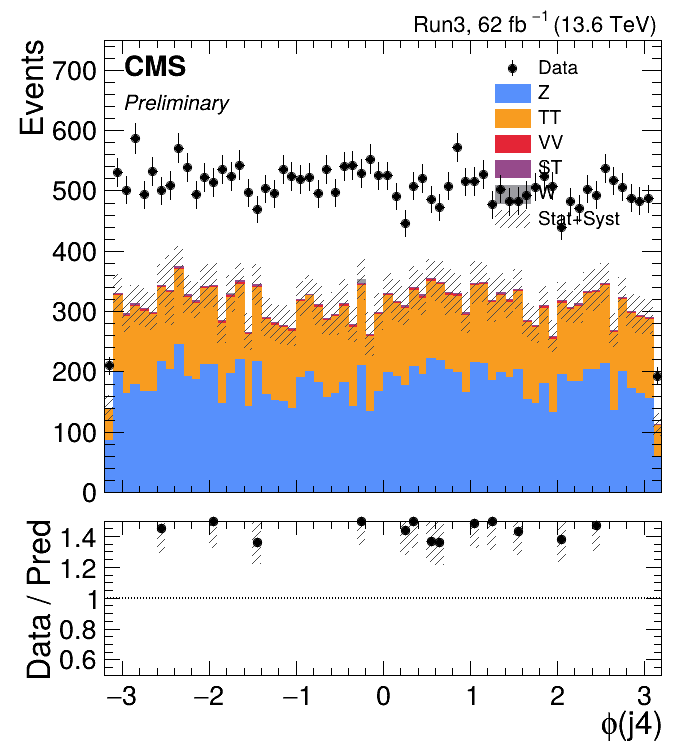 Run3, 62 fb⁻¹ (13.6 TeV)
Events
700
600
500
400
300
200
100
0
CMS
Preliminary
Data
Z
TT
VV
ST
W
Stat+Syst
Data / Pred
1.4
1.2
1
0.8
0.6
−3
−2
−1
0
1
2
3
ϕ(j4)